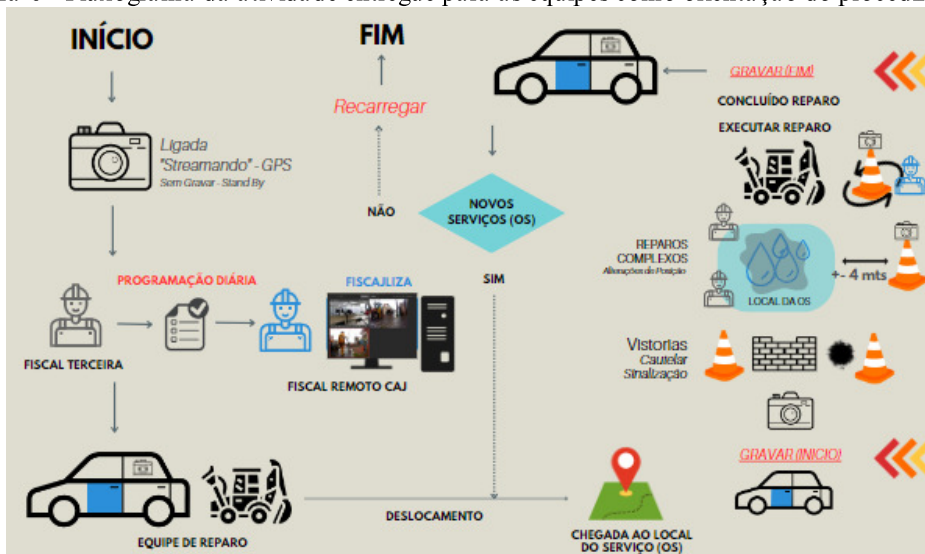 INÍCIO
Ligada
"Streamando" - GPS
Sem Gravar - Stand By
PROGRAMAÇÃO DIÁRIA
FISCAL TERCEIRA
FISCAJLIZA
FISCAL REMOTO CAJ
EQUIPE DE REPARO
DESLOCAMENTO
CHEGADA AO LOCAL
DO SERVIÇO (OS)
GRAVAR (INICIO)
Vistorias
Cautelar
Sinalização
REPAROS
COMPLEXOS
Alterações de Posição
LOCAL DA OS
+- 4 mts
EXECUTAR REPARO
CONCLUÍDO REPARO
GRAVAR (FIM)
NOVOS
SERVIÇOS (OS)
SIM
NÃO
Recarregar
FIM